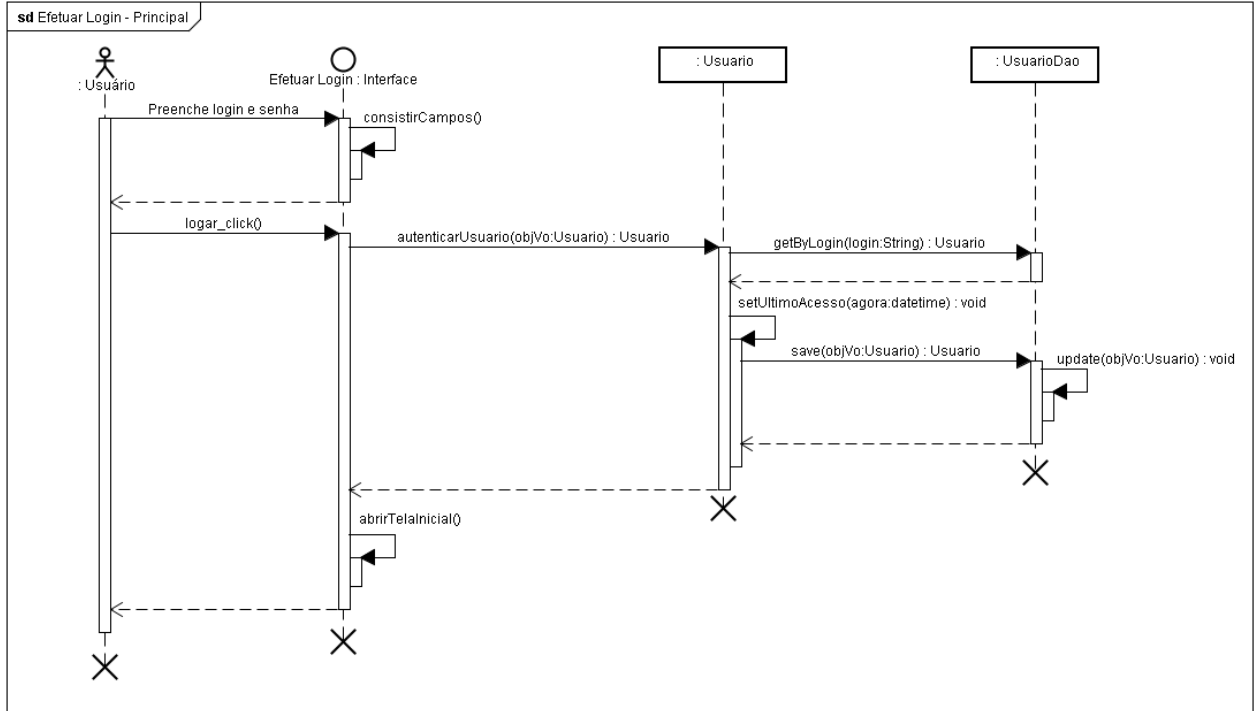 sd Efetuar Login - Principal
: Usuário
Efetuar Login : Interface
: Usuario
: UsuarioDao
Preenche login e senha
consistirCampos()
logar_click()
autenticarUsuario(objVo:Usuario) : Usuario
getByLogin(login:String) : Usuario
setUltimoAcesso(agora:datetime) : void
save(objVo:Usuario) : Usuario
update(objVo:Usuario) : void
abrirTelaInicial()